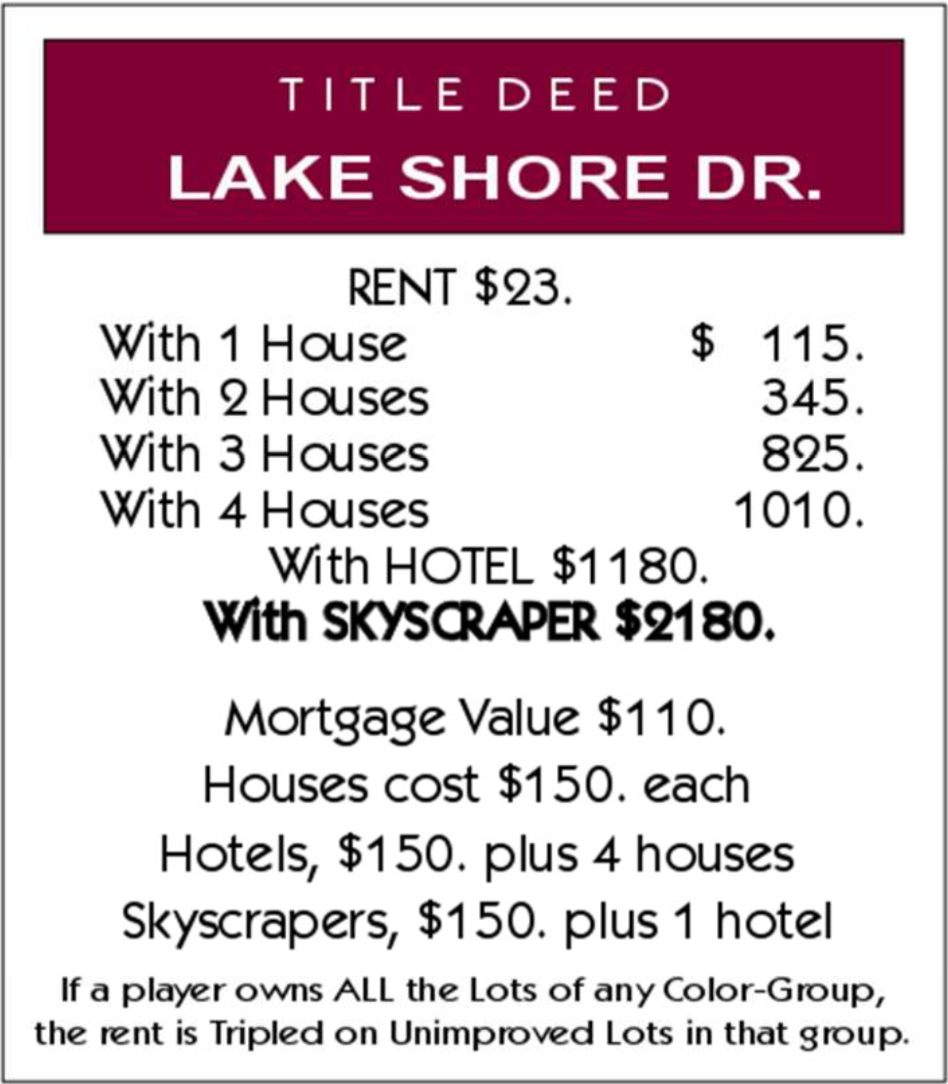 TITLE DEED
LAKE SHORE DR.
RENT $23.
With 1 House $ 115.
With 2 Houses 345.
With 3 Houses 825.
With 4 Houses 1010.
With HOTEL $1180.
With SKYSCRAPER $2180.
Mortgage Value $110.
Houses cost $150. each
Hotels, $150. plus 4 houses
Skyscrapers, $150. plus 1 hotel
If a player owns ALL the Lots of any Color-Group,
the rent is Tripled on Unimproved Lots in that group.